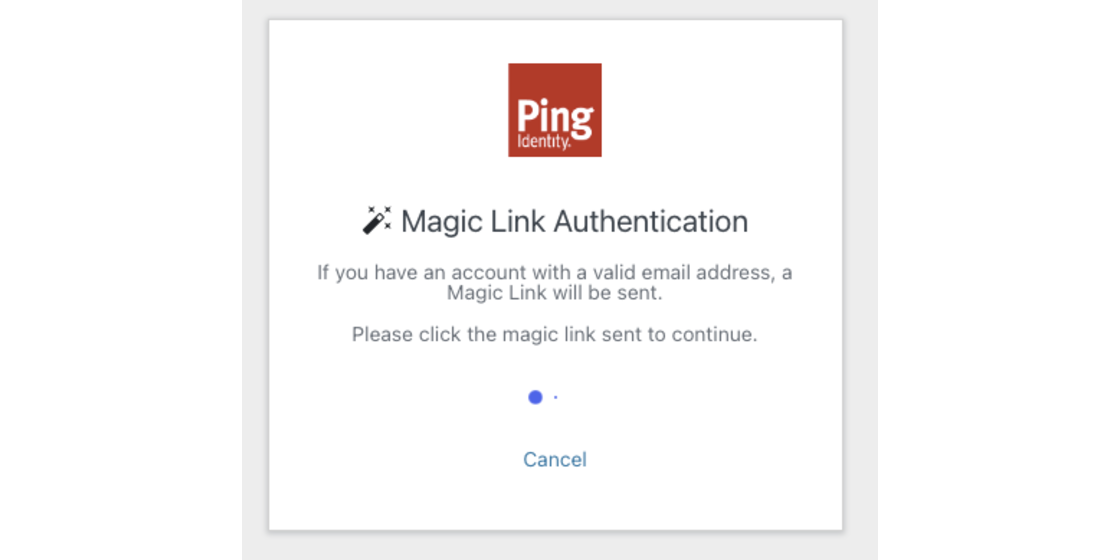 Ping
Identity.
Magic Link Authentication
If you have an account with a valid email address, a
Magic Link will be sent.
Please click the magic link sent to continue.
Cancel